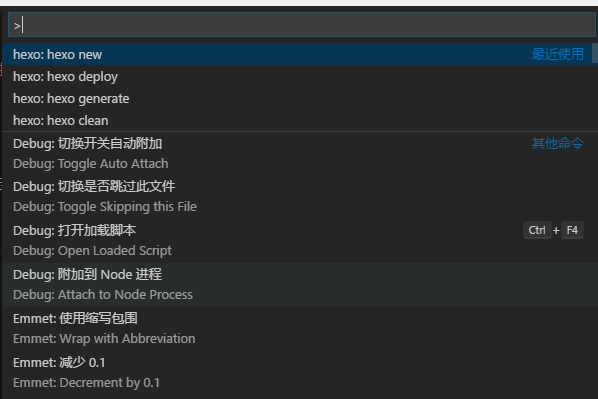 >
hexo: hexo new 最近使用
hexo: hexo deploy
hexo: hexo generate
hexo: hexo clean
Debug: 切换开关自动附加 其他命令
Debug: Toggle Auto Attach
Debug: 切换是否跳过此文件
Debug: Toggle Skipping this File
Debug: 打开加载脚本 Ctrl + F4
Debug: Open Loaded Script
Debug: 附加到 Node 进程
Debug: Attach to Node Process
Emmet: 使用缩写包围
Emmet: Wrap with Abbreviation
Emmet: 减少 0.1
Emmet: Decrement by 0.1